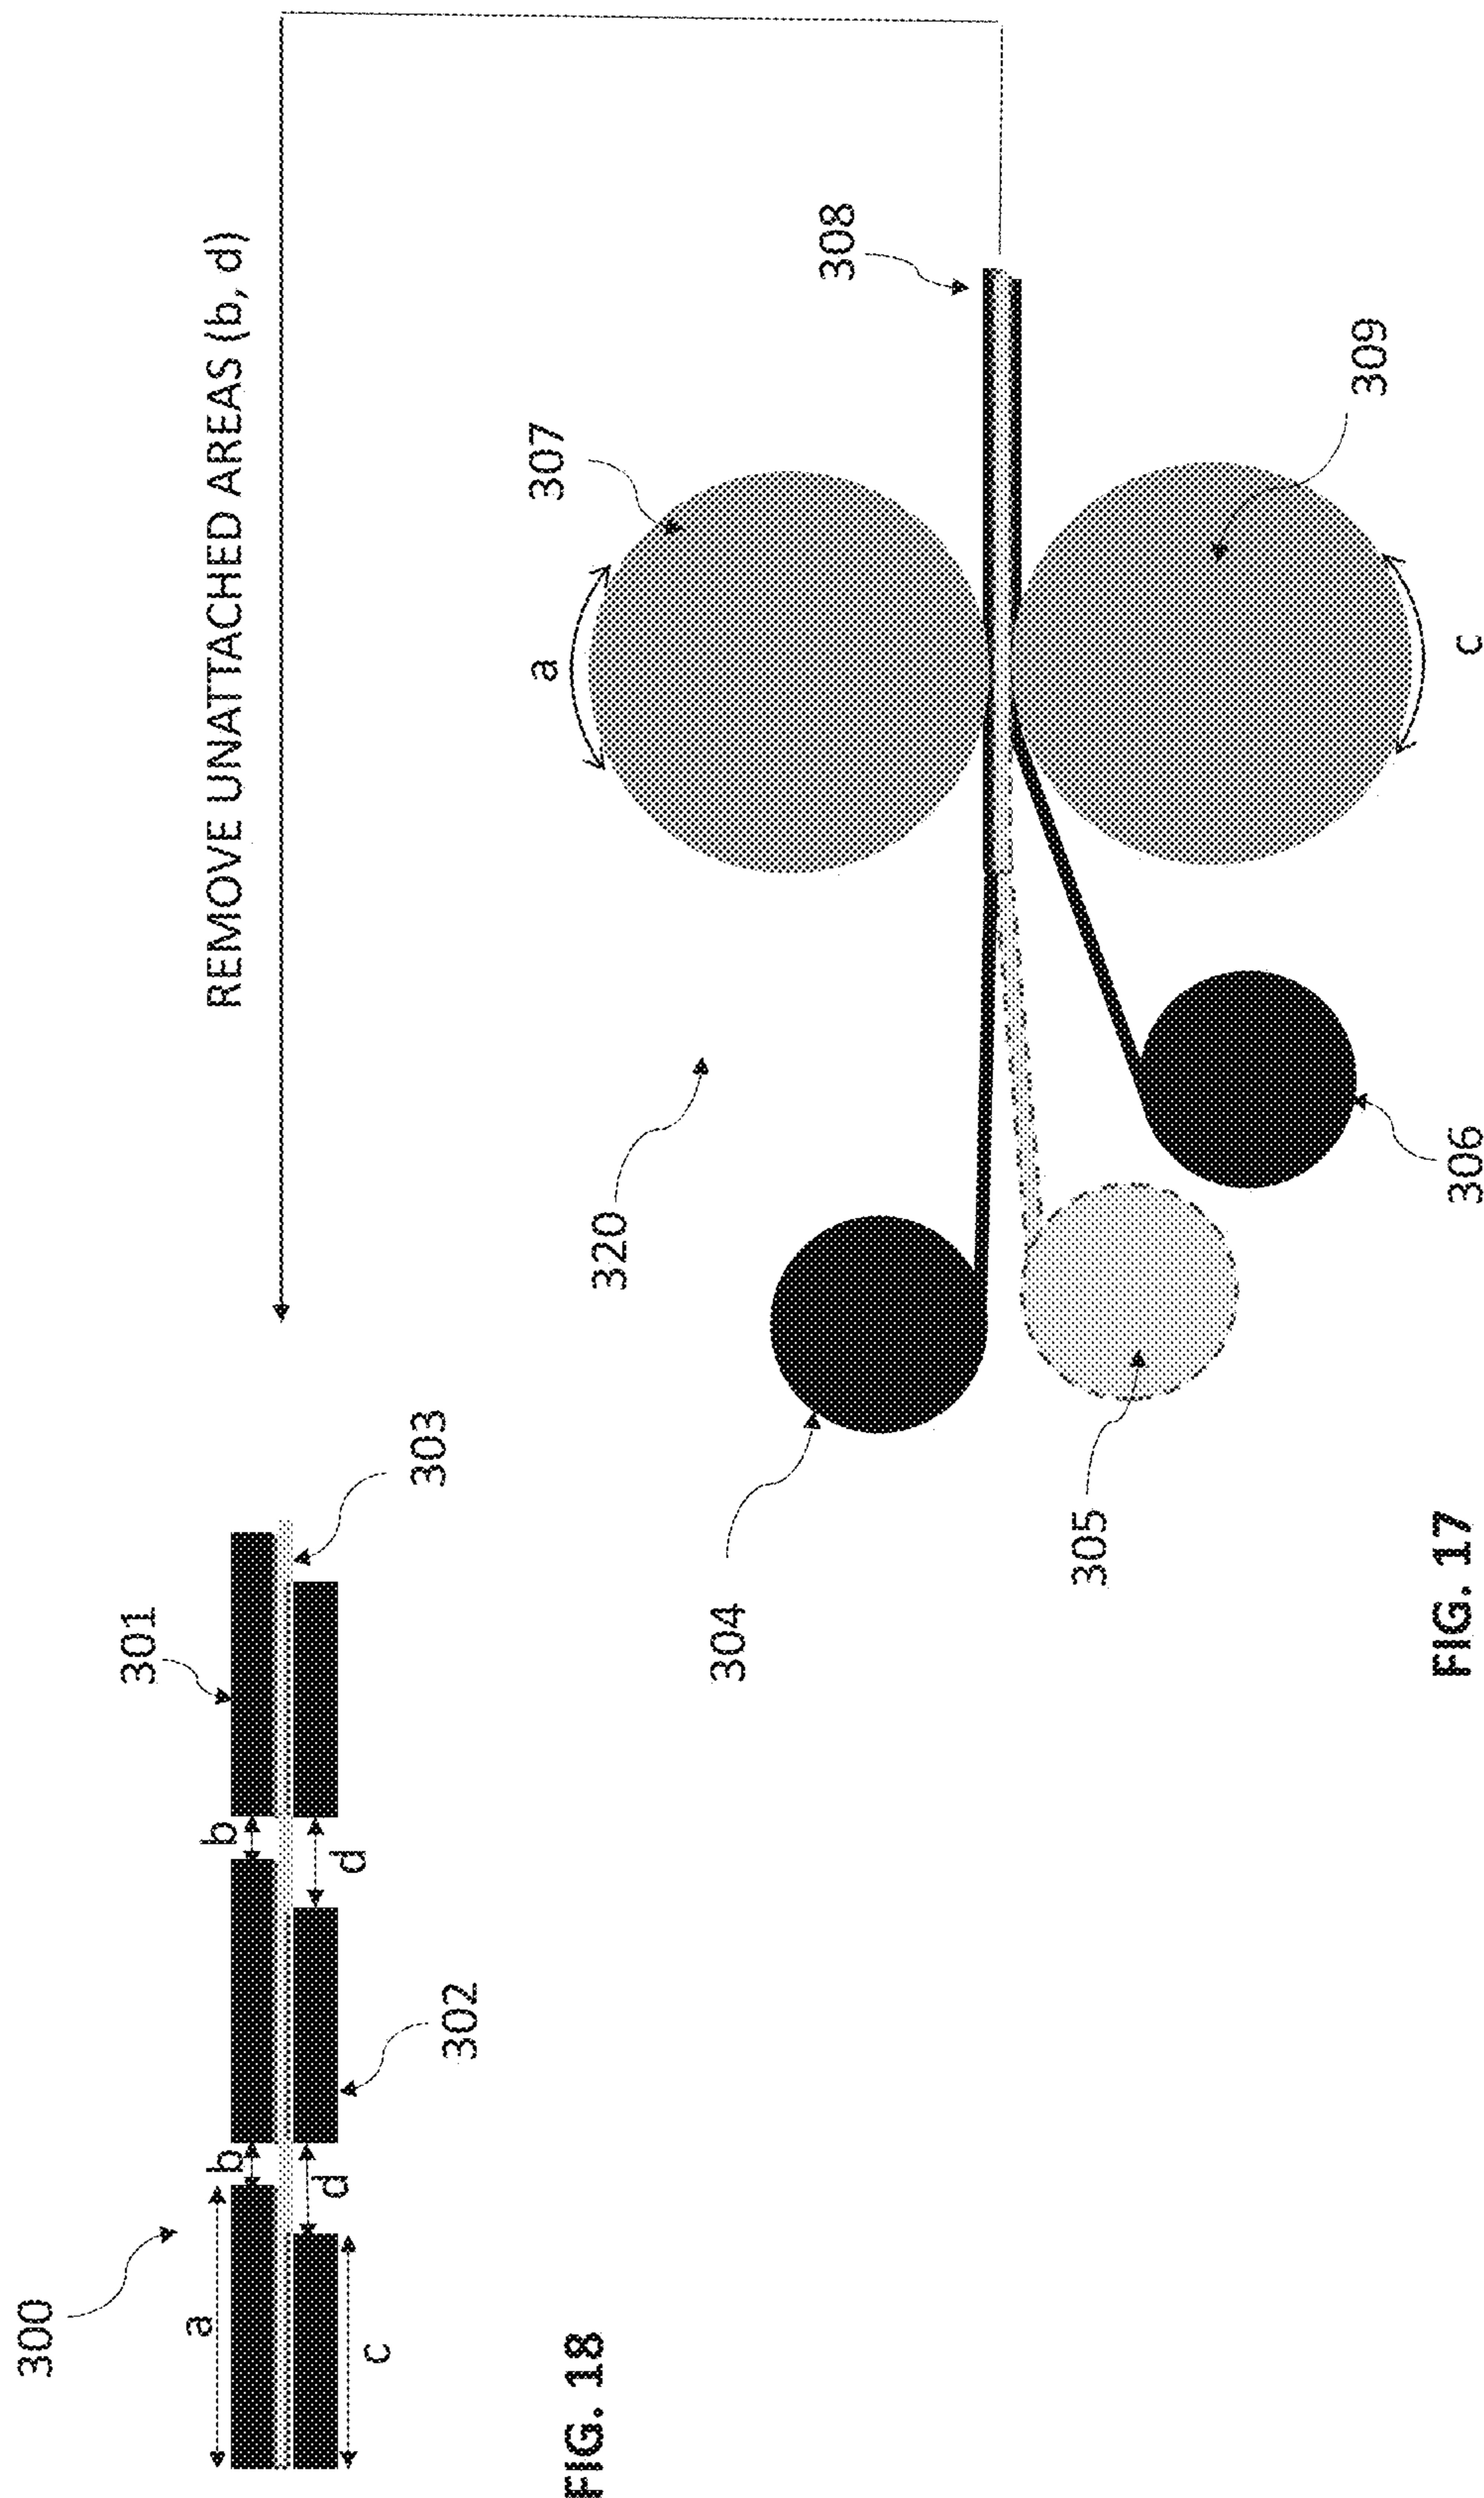 REMOVE UNATTACHED AREAS (b, d)
308
307
a
309
c
320
306
304
305
FIG. 17
303
301
b
d
302
b
d
300
a
c
FIG. 18